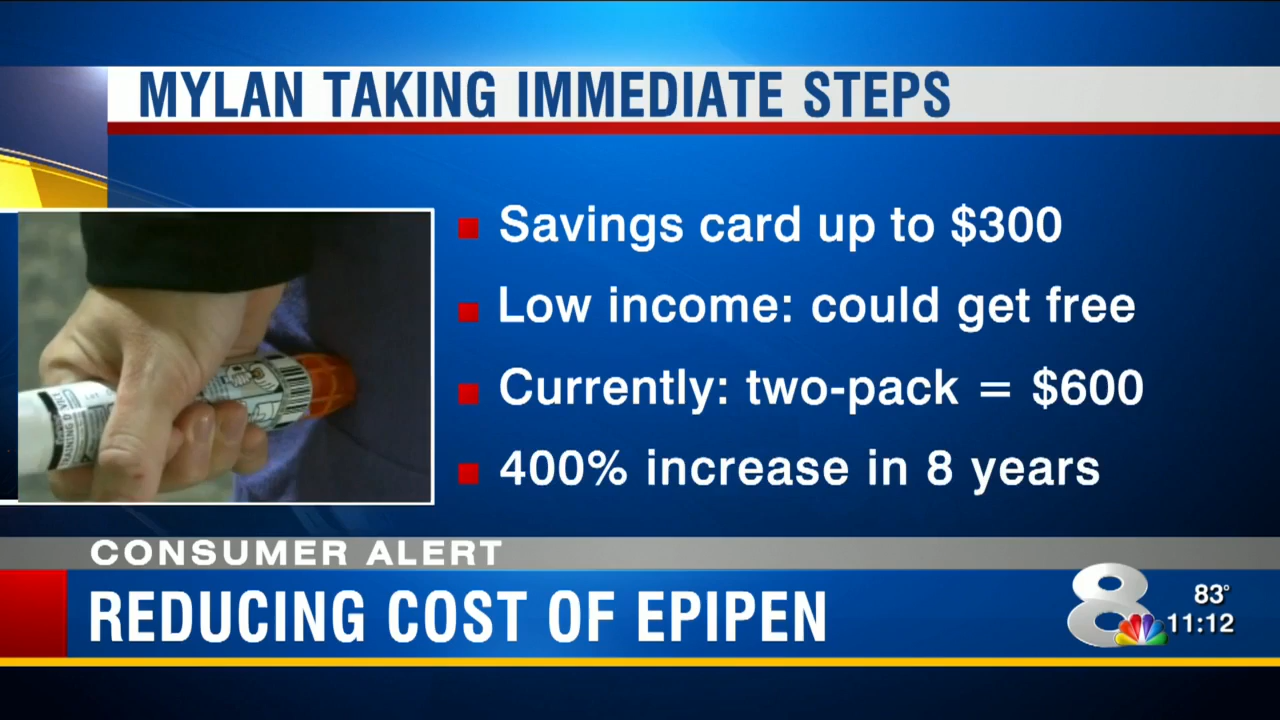 MYLAN TAKING IMMEDIATE STEPS
Savings card up to $300
Low income: could get free
Currently: two-pack = $600
400% increase in 8 years
CONSUMER ALERT
REDUCING COST OF EPIPEN
8
83°
11:12